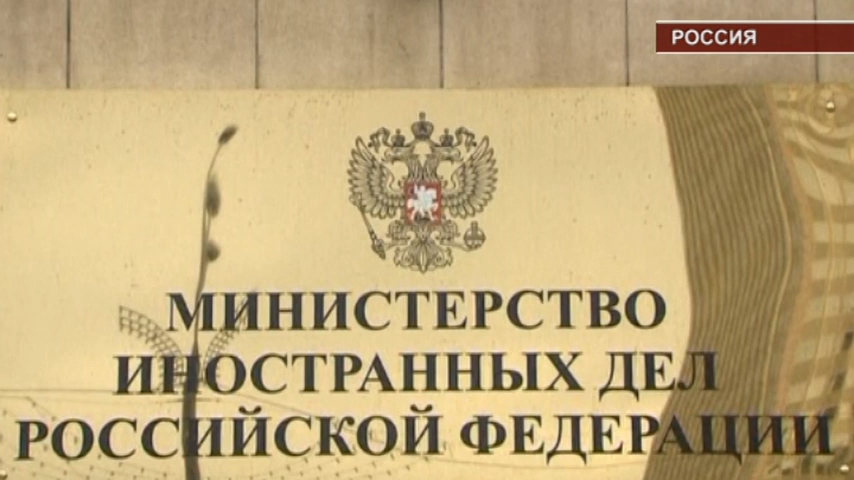 РОССИЯ
МИНИСТЕРСТВО
ИНОСТРАННЫХ ДЕЛ
РОССИЙСКОЙ ФЕДЕРАЦИИ